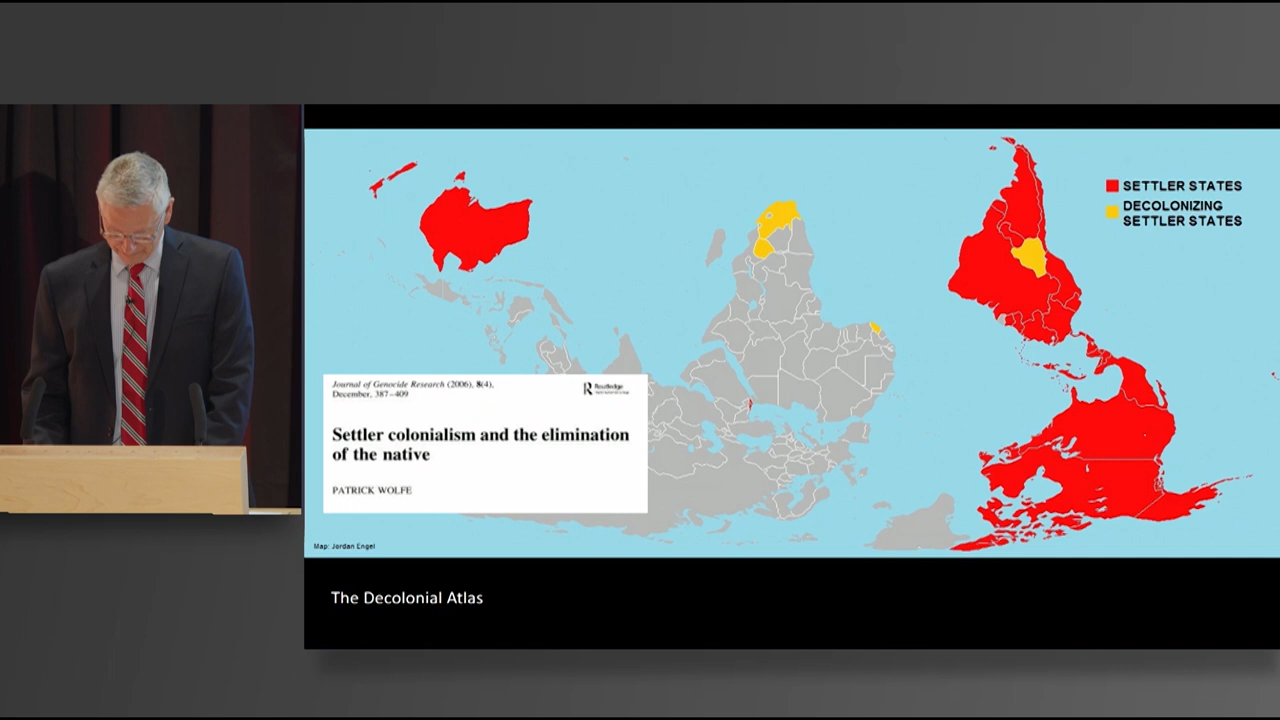 SETTLER STATES
DECOLONIZING
SETTLER STATES
Journal of Genocide Research (2006), 8(4),
December, 387–409
Routledge
Settler colonialism and the elimination
of the native
PATRICK WOLFE
Map: Jordan Engel
The Decolonial Atlas